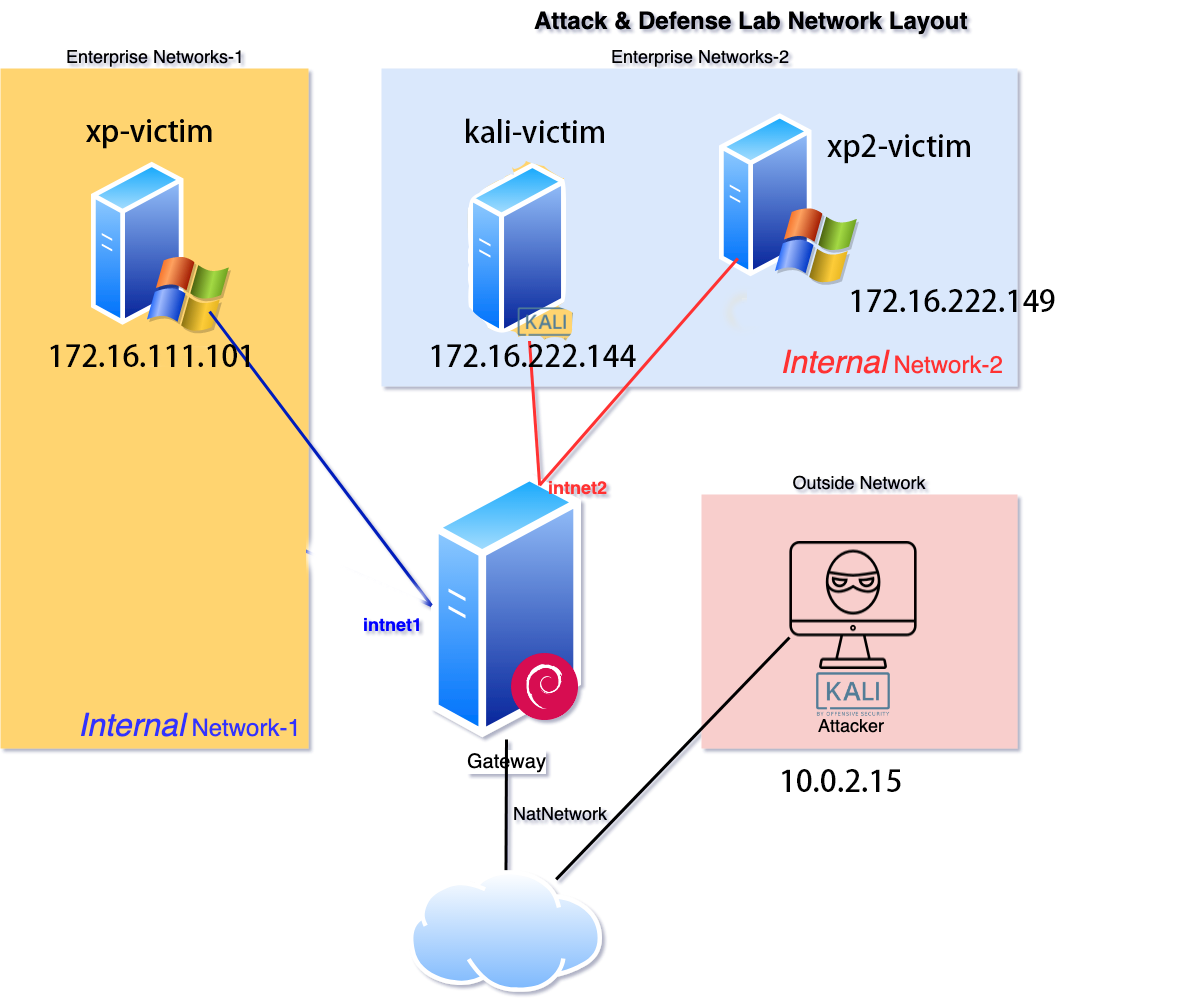 Attack & Defense Lab Network Layout
Enterprise Networks-1
Enterprise Networks-2
xp-victim
kali-victim
xp2-victim
KALI
172.16.111.101
172.16.222.144
172.16.222.149
Internal Network-2
intnet2
Outside Network
intnet1
KALI
BY OFFENSIVE SECURITY
Attacker
Internal Network-1
Gateway
10.0.2.15
NatNetwork